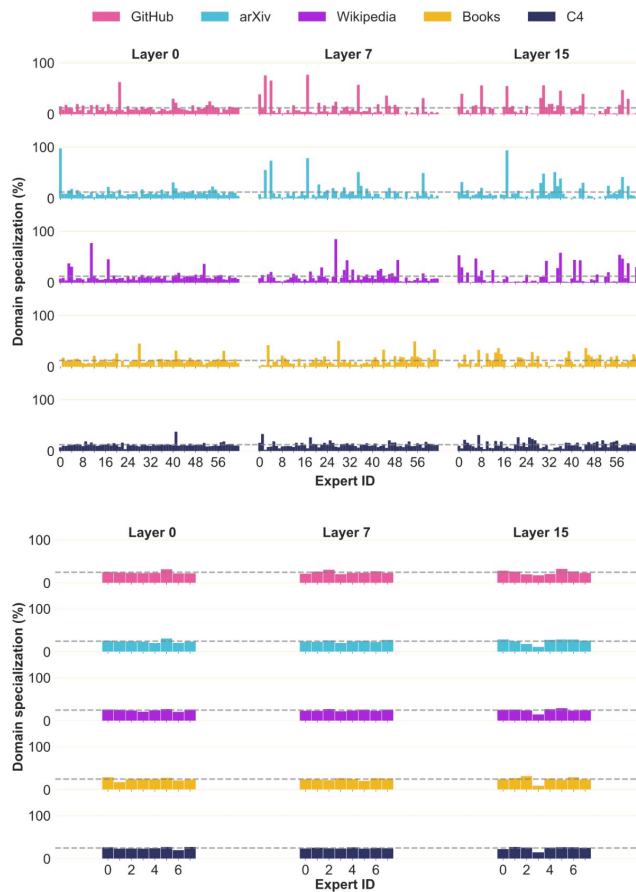 GitHub arXiv Wikipedia Books C4
Layer 0 Layer 7 Layer 15
100
0
100
0
100
0
100
0
100
0
Domain specialization (%)
0 8 16 24 32 40 48 56 0 8 16 24 32 40 48 56 0 8 16 24 32 40 48 56
Expert ID
Layer 0 Layer 7 Layer 15
100
0
100
0
100
0
100
0
100
0
Domain specialization (%)
0 2 4 6 0 2 4 6 0 2 4 6
Expert ID